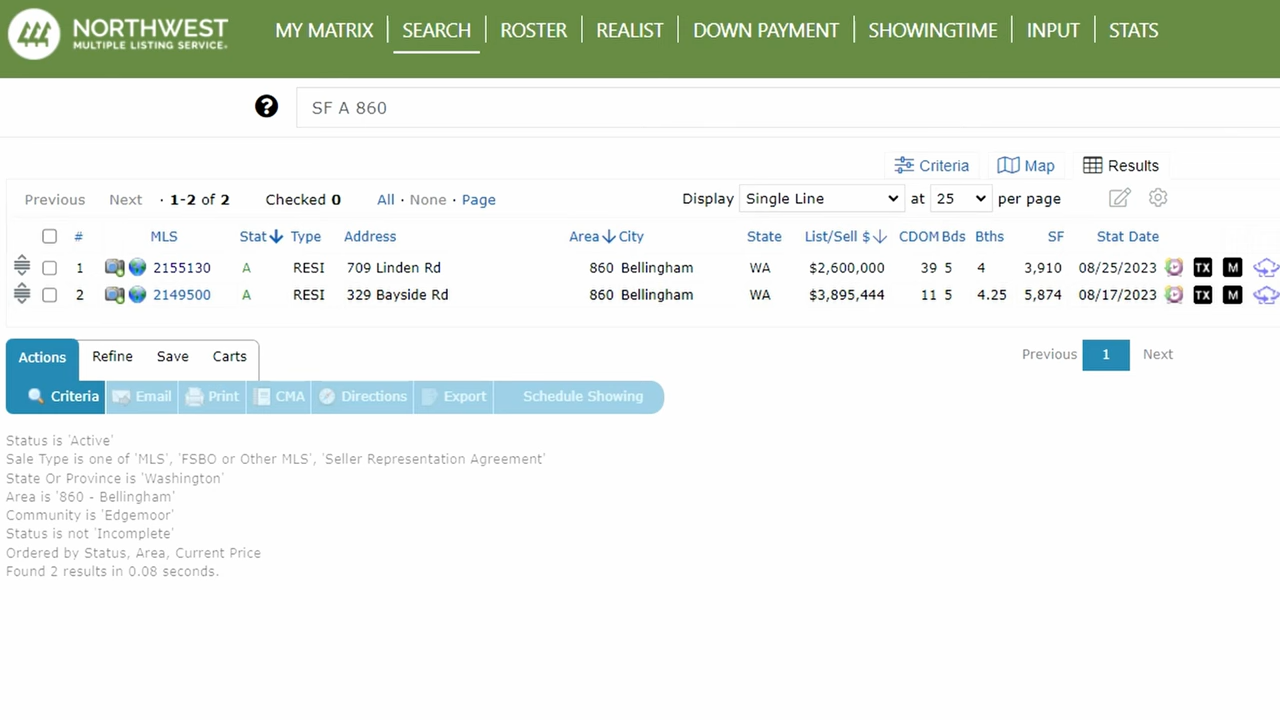 NORTHWEST
MULTIPLE LISTING SERVICE®
MY MATRIX SEARCH ROSTER REALIST DOWN PAYMENT SHOWINGTIME INPUT STATS
? SF A 860
Criteria Map Results
Previous Next · 1-2 of 2 Checked 0 All · None · Page Display Single Line at 25 per page
# MLS Stat Type Address Area City State List/Sell $ CDOM Bds Bths SF Stat Date
1 2155130 A RESI 709 Linden Rd 860 Bellingham WA $2,600,000 39 5 4 3,910 08/25/2023 TX M
2 2149500 A RESI 329 Bayside Rd 860 Bellingham WA $3,895,444 11 5 4.25 5,874 08/17/2023 TX M
Actions Refine Save Carts Previous 1 Next
Criteria Email Print CMA Directions Export Schedule Showing
Status is 'Active'
Sale Type is one of 'MLS', 'FSBO or Other MLS', 'Seller Representation Agreement'
State Or Province is 'Washington'
Area is '860 - Bellingham'
Community is 'Edgemoor'
Status is not 'Incomplete'
Ordered by Status, Area, Current Price
Found 2 results in 0.08 seconds.